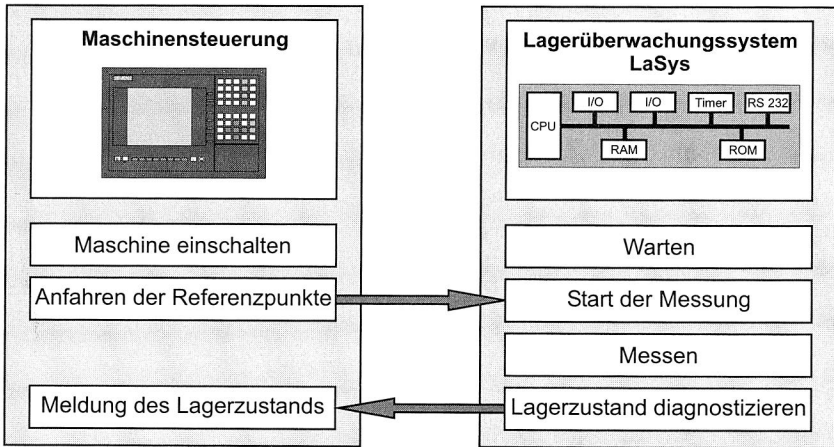 Maschinensteuerung
Maschine einschalten
Anfahren der Referenzpunkte
Meldung des Lagerzustands
Lagerüberwachungssystem
LaSys
CPU
I/O
I/O
Timer
RS 232
RAM
ROM
Warten
Start der Messung
Messen
Lagerzustand diagnostizieren